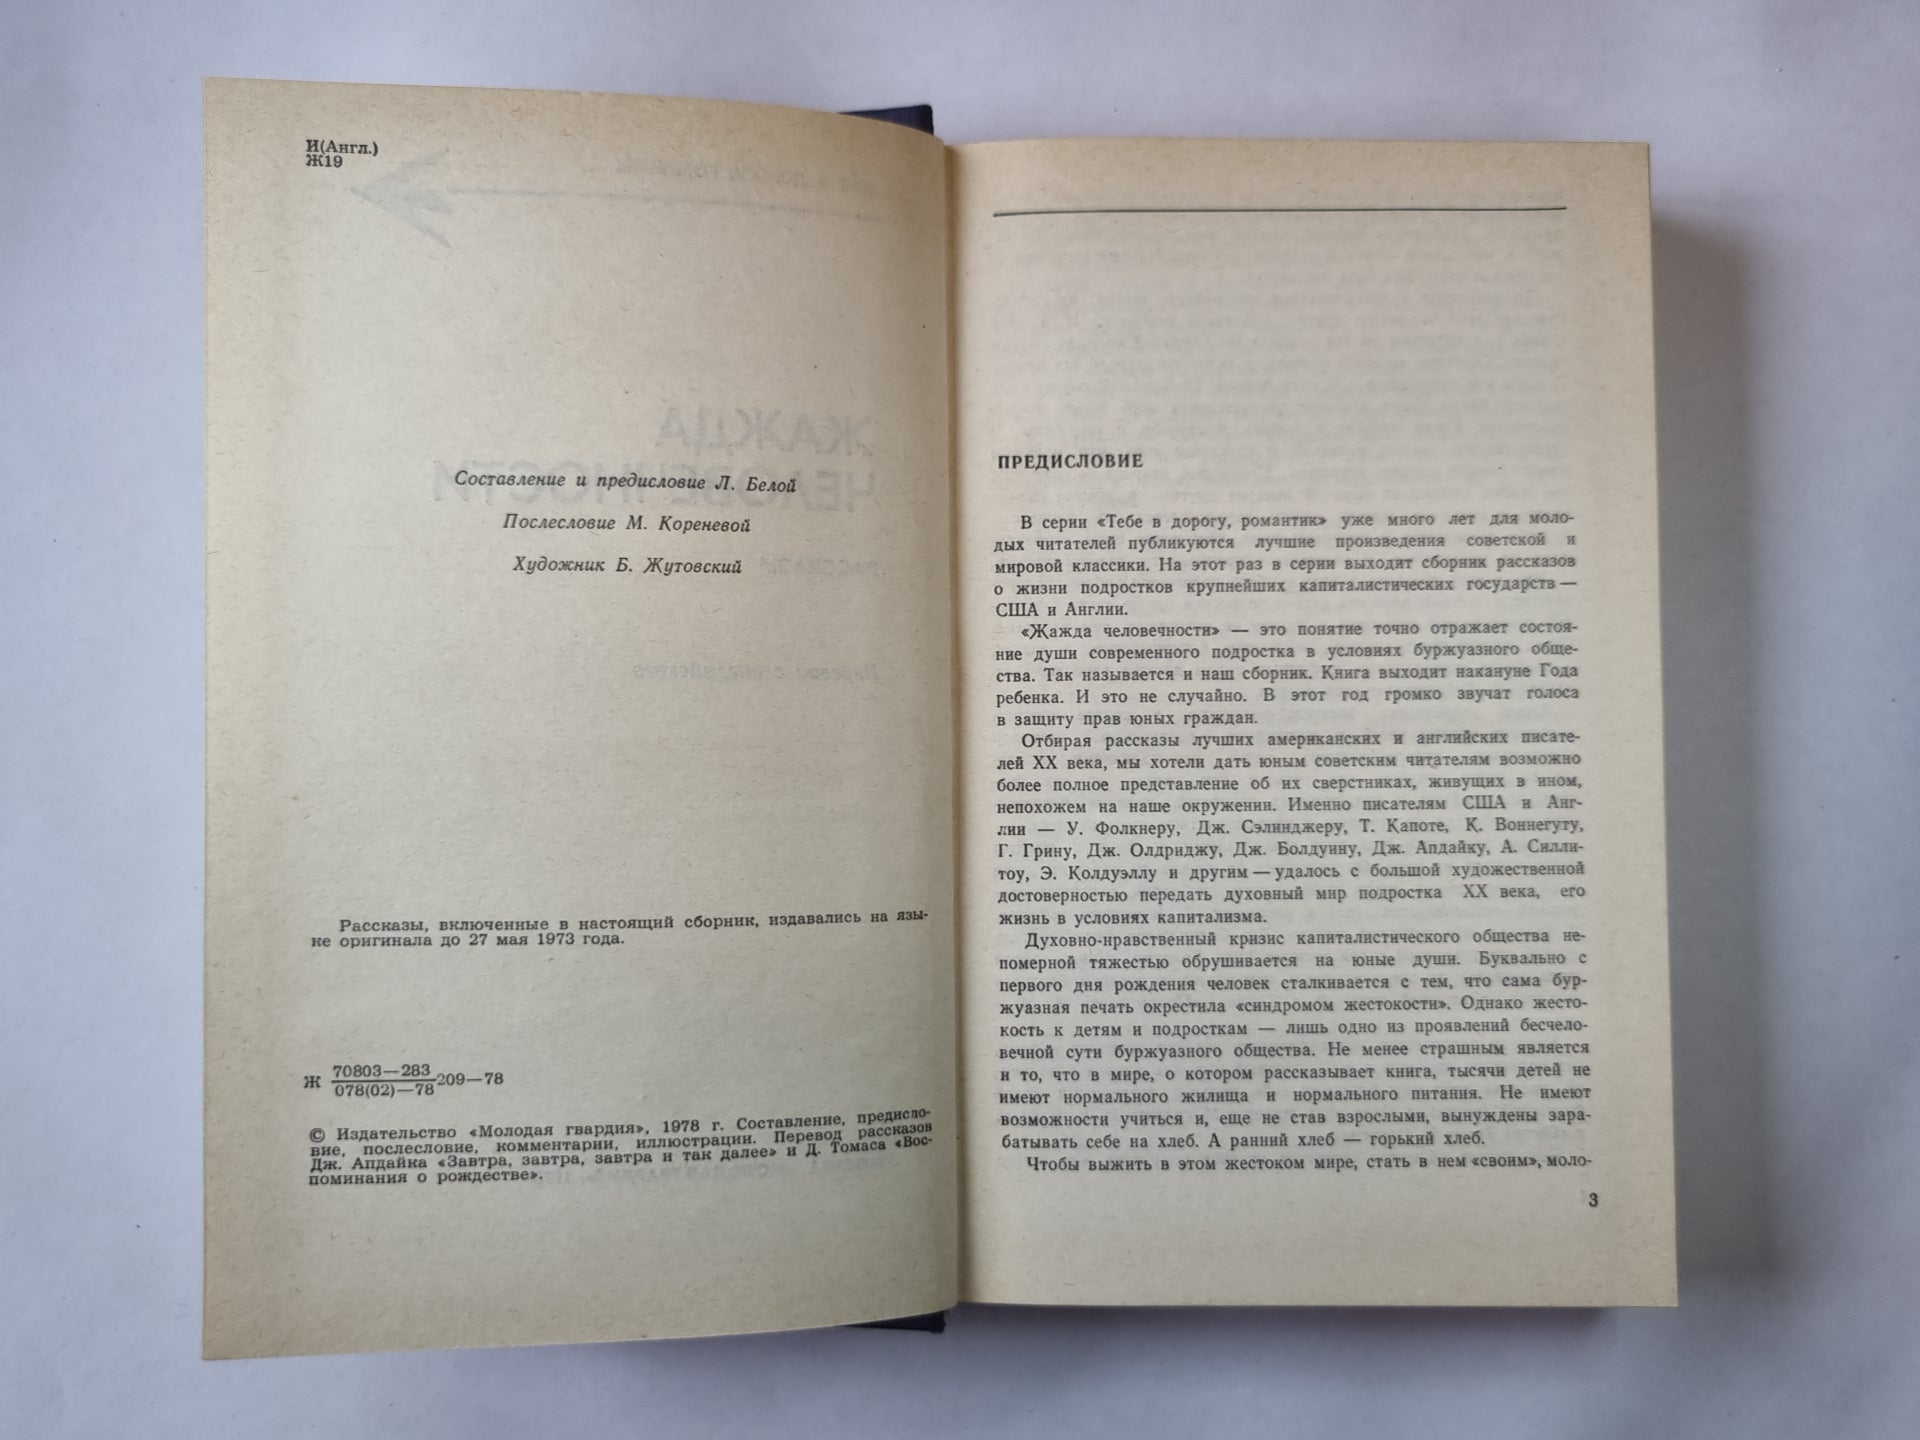 И(Англ.)
Ж19
Составление и предисловие Л. Белой
Послесловие М. Кореневой
Художник Б. Жутовский
Рассказы, включенные в настоящий сборник, издавались на язы-
ке оригинала до 27 мая 1973 года.
Ж 70803—283
078(02)—78 209—78
© Издательство «Молодая гвардия», 1978 г. Составление, предисло-
вие, послесловие, комментарии, иллюстрации. Перевод рассказов
Дж. Апдайка «Завтра, завтра, завтра и так далее» и Д. Томаса «Вос-
поминания о рождестве».
ПРЕДИСЛОВИЕ
В серии «Тебе в дорогу, романтик» уже много лет для моло-
дых читателей публикуются лучшие произведения советской и
мировой классики. На этот раз в серии выходит сборник рассказов
о жизни подростков крупнейших капиталистических государств —
США и Англии.
«Жажда человечности» — это понятие точно отражает состоя-
ние души современного подростка в условиях буржуазного обще-
ства. Так называется и наш сборник. Книга выходит накануне Года
ребенка. И это не случайно. В этот год громко звучат голоса
в защиту прав юных граждан.
Отбирая рассказы лучших американских и английских писате-
лей XX века, мы хотели дать юным советским читателям возможно
более полное представление об их сверстниках, живущих в ином,
непохожем на наше окружении. Именно писателям США и Анг-
лии — У. Фолкнеру, Дж. Сэлинджеру, Т. Капоте, К. Воннегуту,
Г. Грину, Дж. Олдриджу, Дж. Болдуину, Дж. Апдайку, А. Силли-
тоу, Э. Колдуэллу и другим — удалось с большой художественной
достоверностью передать духовный мир подростка XX века, его
жизнь в условиях капитализма.
Духовно-нравственный кризис капиталистического общества не-
померной тяжестью обрушивается на юные души. Буквально с
первого дня рождения человек сталкивается с тем, что сама бур-
жуазная печать окрестила «синдромом жестокости». Однако жесто-
кость к детям и подросткам — лишь одно из проявлений бесчело-
вечной сути буржуазного общества. Не менее страшным является
и то, что в мире, о котором рассказывает книга, тысячи детей не
имеют нормального жилища и нормального питания. Не имеют
возможности учиться и, еще не став взрослыми, вынуждены зара-
батывать себе на хлеб. А ранний хлеб — горький хлеб.
Чтобы выжить в этом жестоком мире, стать в нем «своим», моло-
3